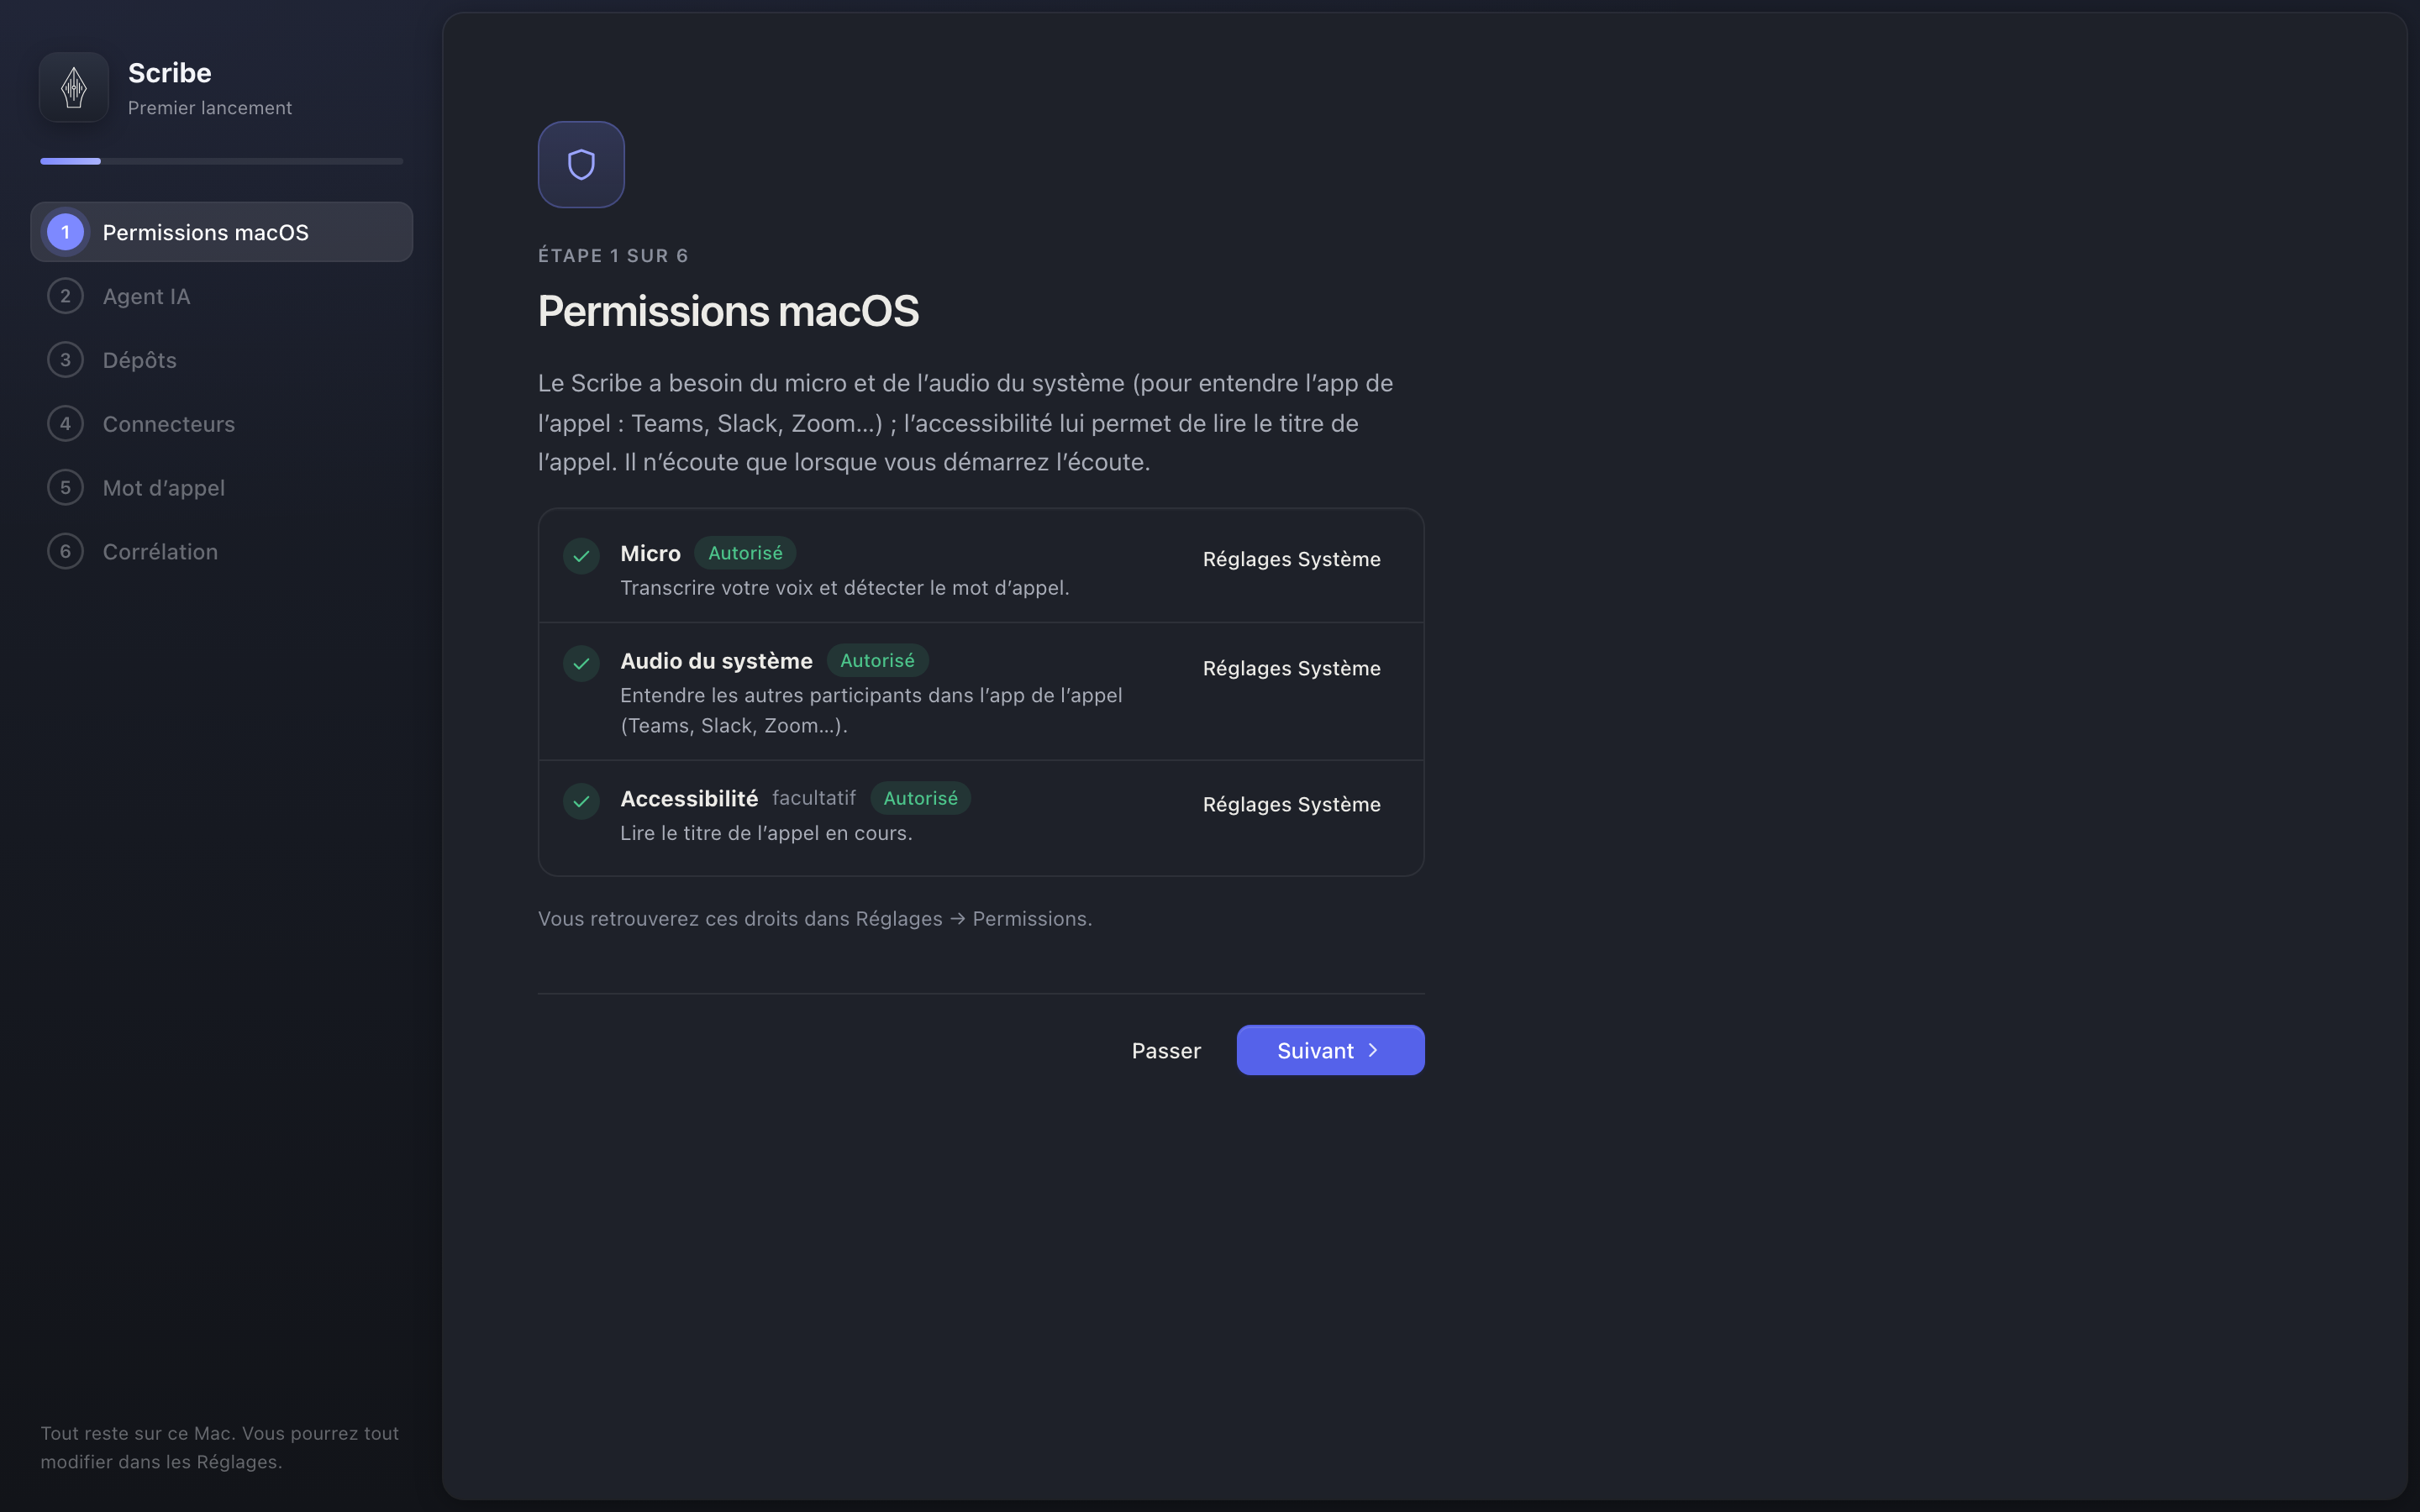 Scribe
Premier lancement
1 Permissions macOS
2 Agent IA
3 Dépôts
4 Connecteurs
5 Mot d’appel
6 Corrélation
Tout reste sur ce Mac. Vous pourrez tout
modifier dans les Réglages.
ÉTAPE 1 SUR 6
Permissions macOS
Le Scribe a besoin du micro et de l’audio du système (pour entendre l’app de
l’appel : Teams, Slack, Zoom…) ; l’accessibilité lui permet de lire le titre de
l’appel. Il n’écoute que lorsque vous démarrez l’écoute.
Micro Autorisé Réglages Système
Transcrire votre voix et détecter le mot d’appel.
Audio du système Autorisé Réglages Système
Entendre les autres participants dans l’app de l’appel
(Teams, Slack, Zoom…).
Accessibilité facultatif Autorisé Réglages Système
Lire le titre de l’appel en cours.
Vous retrouverez ces droits dans Réglages → Permissions.
Passer Suivant